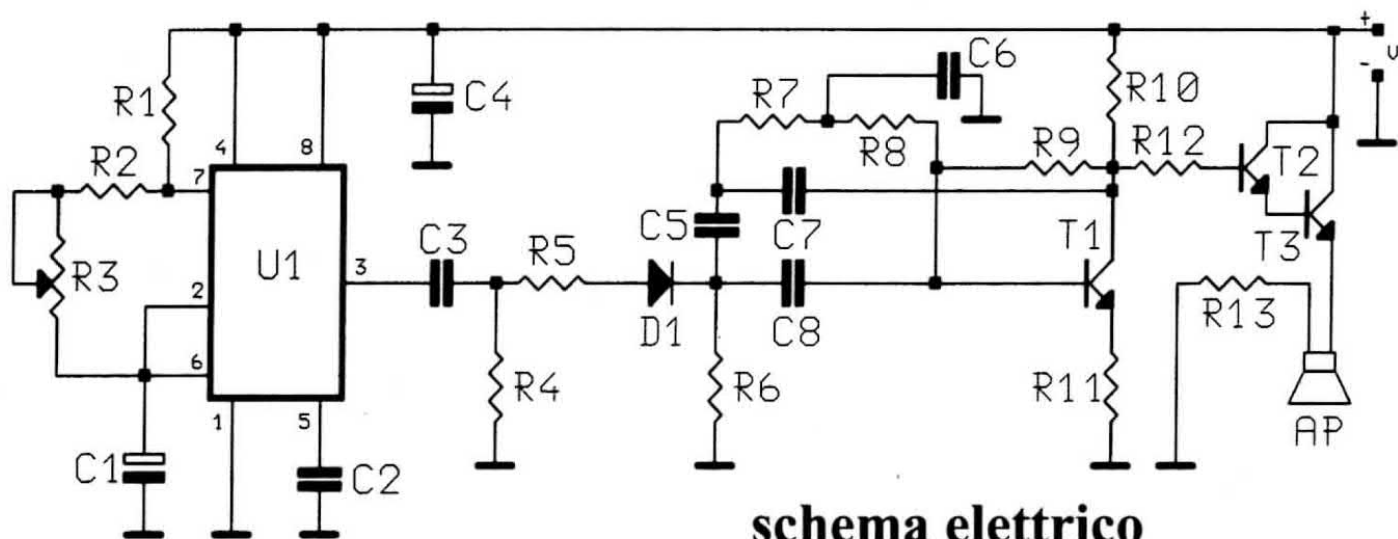 +
C6
C4
R7
R10
R1
-
R8
R9
R12
4
8
R2
7
T2
C5
C7
T1
T3
C3
R5
U1
3
R3
2
D1
C8
R13
6
R4
R6
R11
1
5
AP
C1
C2
schema elettrico